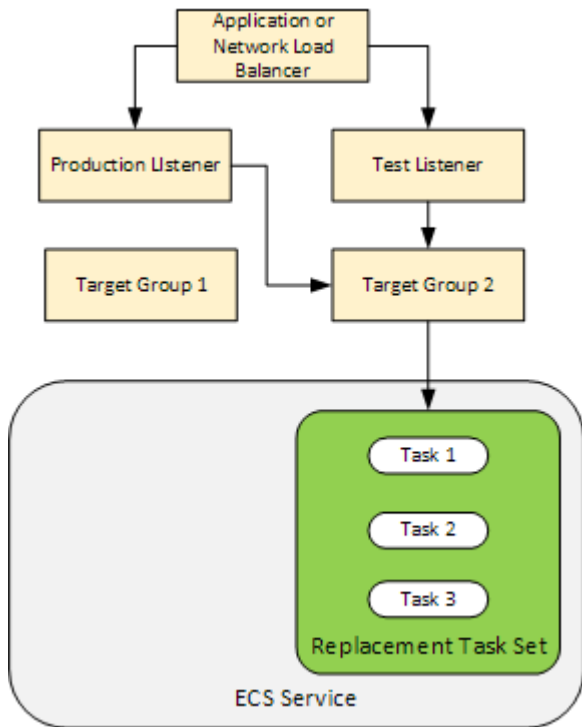 Application or
Network Load
Balancer
Production LIstener
Test Listener
Target Group 1
Target Group 2
Task 1
Task 2
Task 3
Replacement Task Set
ECS Service